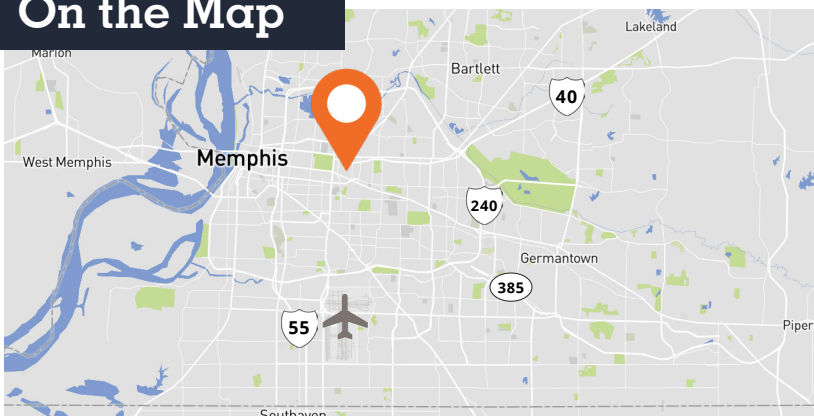 On the Map
Lakeland
Marion
Bartlett
40
West Memphis
Memphis
240
Germantown
385
55
Piper
Southaven